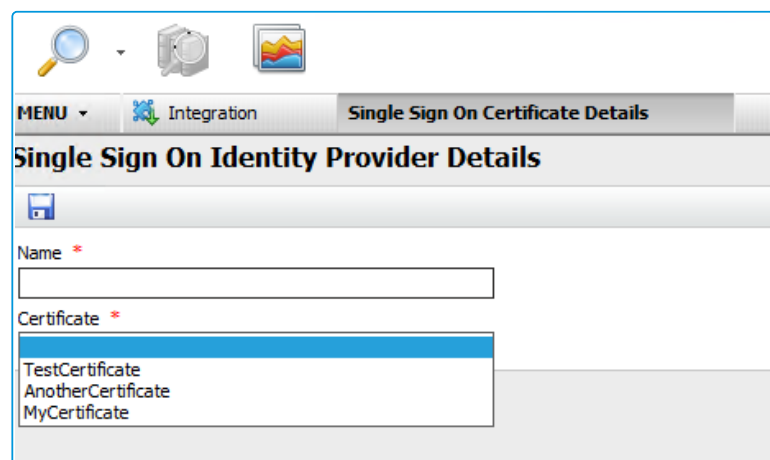 MENU Integration Single Sign On Certificate Details
Single Sign On Identity Provider Details
Name *
Certificate *
TestCertificate
AnotherCertificate
MyCertificate